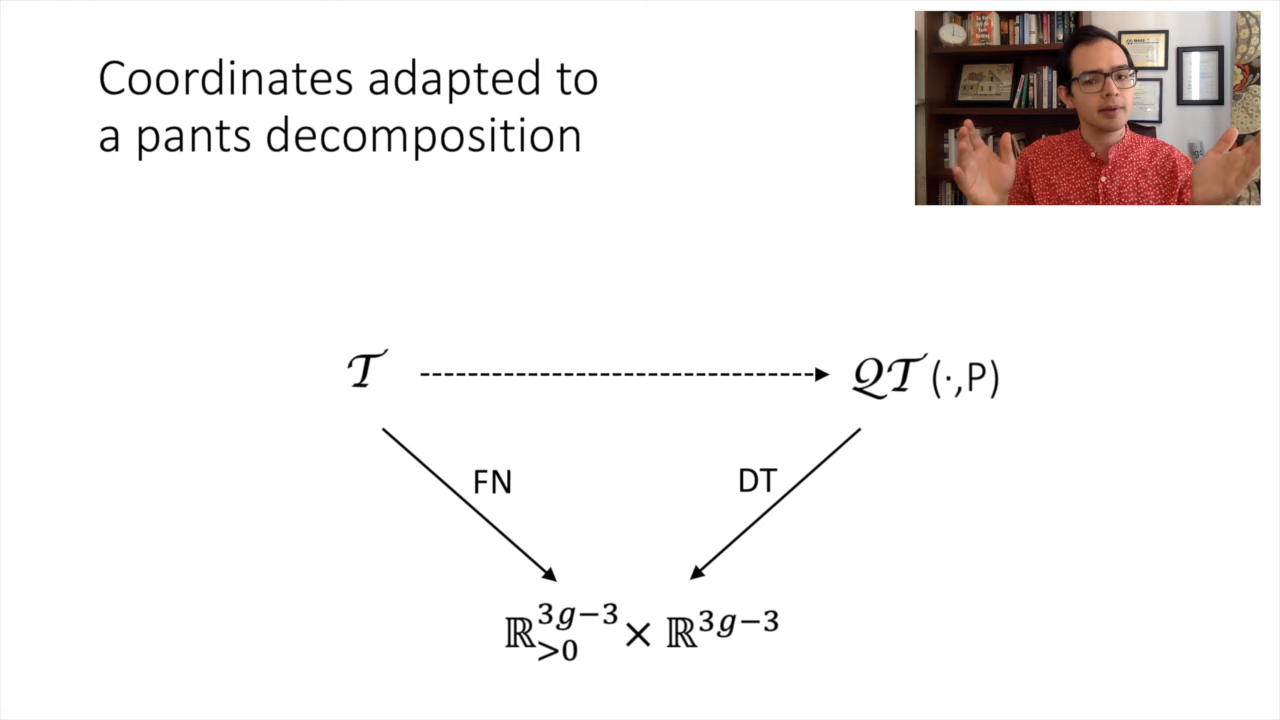 Coordinates adapted to
a pants decomposition
𝒯
𝒬𝒯(·,P)
FN
DT
ℝ^{3g−3}_{>0} × ℝ^{3g−3}